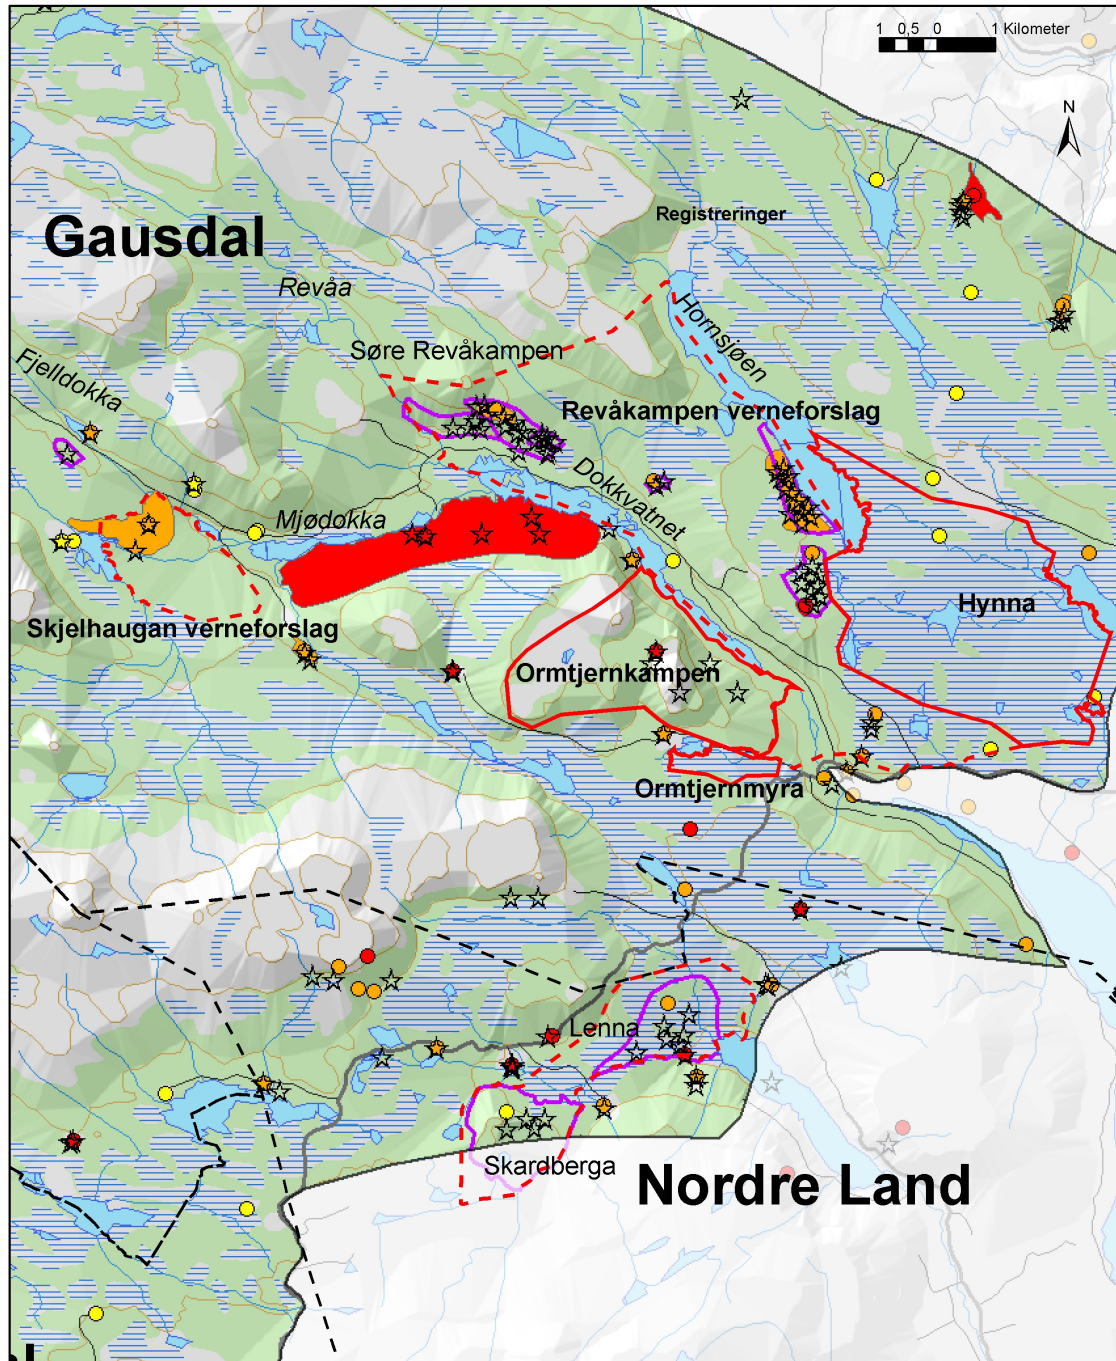 1 0,5 0 1 Kilometer
N
Registreringer
Gausdal
Revåa
Hornsjøen
Søre Revåkampen
Fjelldokka
Revåkampen verneforslag
Dokkvatnet
Mjødokka
Hynna
Skjelhaugan verneforslag
Ormtjernkampen
Ormtjernmyra
Lenna
Skardberga
Nordre Land